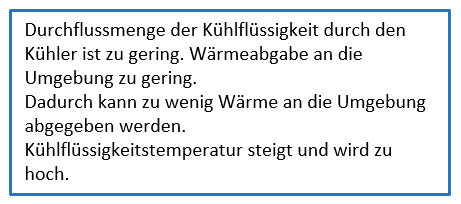 Durchflussmenge der Kühlflüssigkeit durch den
Kühler ist zu gering. Wärmeabgabe an die
Umgebung zu gering.
Dadurch kann zu wenig Wärme an die Umgebung
abgegeben werden.
Kühlflüssigkeitstemperatur steigt und wird zu
hoch.